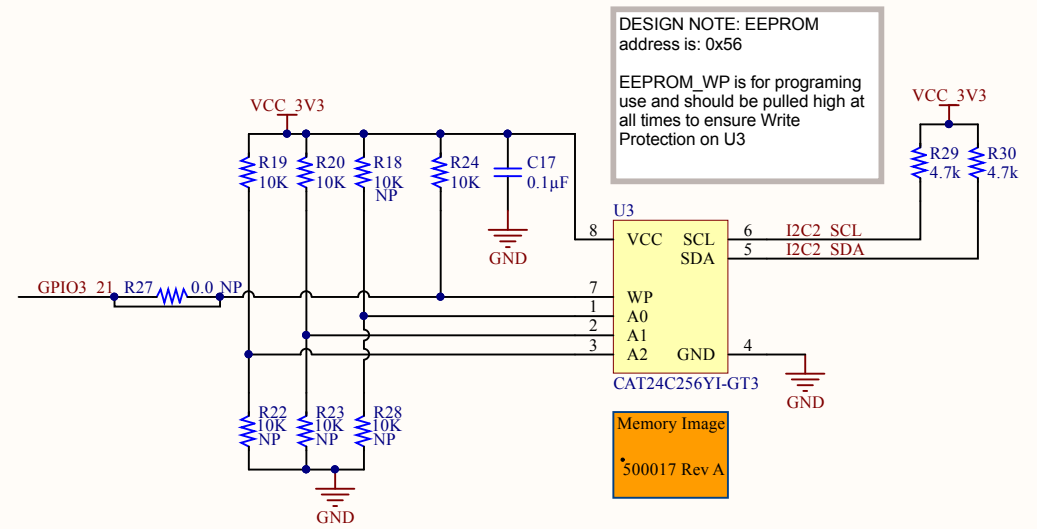 DESIGN NOTE: EEPROM
address is: 0x56
EEPROM_WP is for programing
use and should be pulled high at
all times to ensure Write
Protection on U3
VCC_3V3
VCC_3V3
R19
10K
R20
10K
R18
10K
NP
R24
10K
C17
0.1µF
GND
R29
4.7k
R30
4.7k
U3
8
VCC
SCL
6
I2C2_SCL
SDA
5
I2C2_SDA
GPIO3_21
R27
0.0
NP
7
WP
1
A0
2
A1
3
A2
GND
4
CAT24C256YI-GT3
GND
R22
10K
NP
R23
10K
NP
R28
10K
NP
GND
Memory Image
500017 Rev A